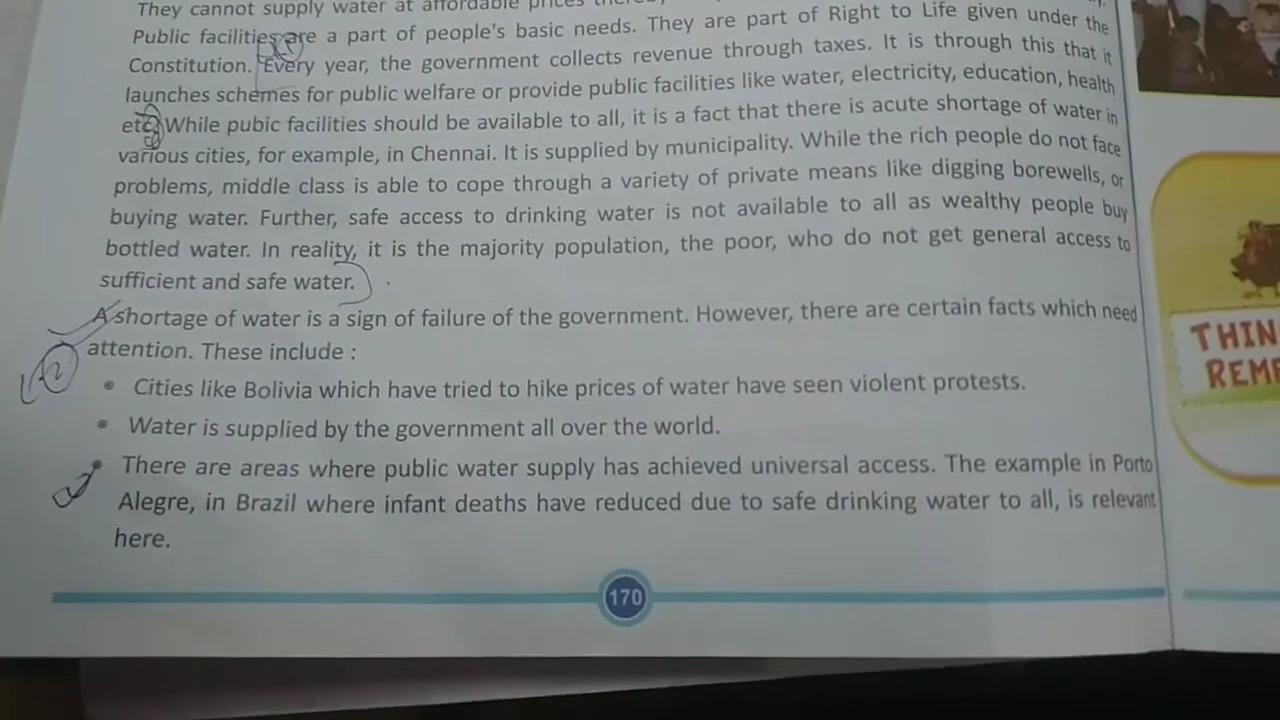 They cannot supply water at affordable prices
Public facilities are a part of people's basic needs. They are part of Right to Life given under the
Constitution. Every year, the government collects revenue through taxes. It is through this that it
launches schemes for public welfare or provide public facilities like water, electricity, education, health
etc. While pubic facilities should be available to all, it is a fact that there is acute shortage of water in
various cities, for example, in Chennai. It is supplied by municipality. While the rich people do not face
problems, middle class is able to cope through a variety of private means like digging borewells, or
buying water. Further, safe access to drinking water is not available to all as wealthy people buy
bottled water. In reality, it is the majority population, the poor, who do not get general access to
sufficient and safe water.
A shortage of water is a sign of failure of the government. However, there are certain facts which need
attention. These include :
• Cities like Bolivia which have tried to hike prices of water have seen violent protests.
• Water is supplied by the government all over the world.
• There are areas where public water supply has achieved universal access. The example in Porto
Alegre, in Brazil where infant deaths have reduced due to safe drinking water to all, is relevant
here.
170
THIN
REME